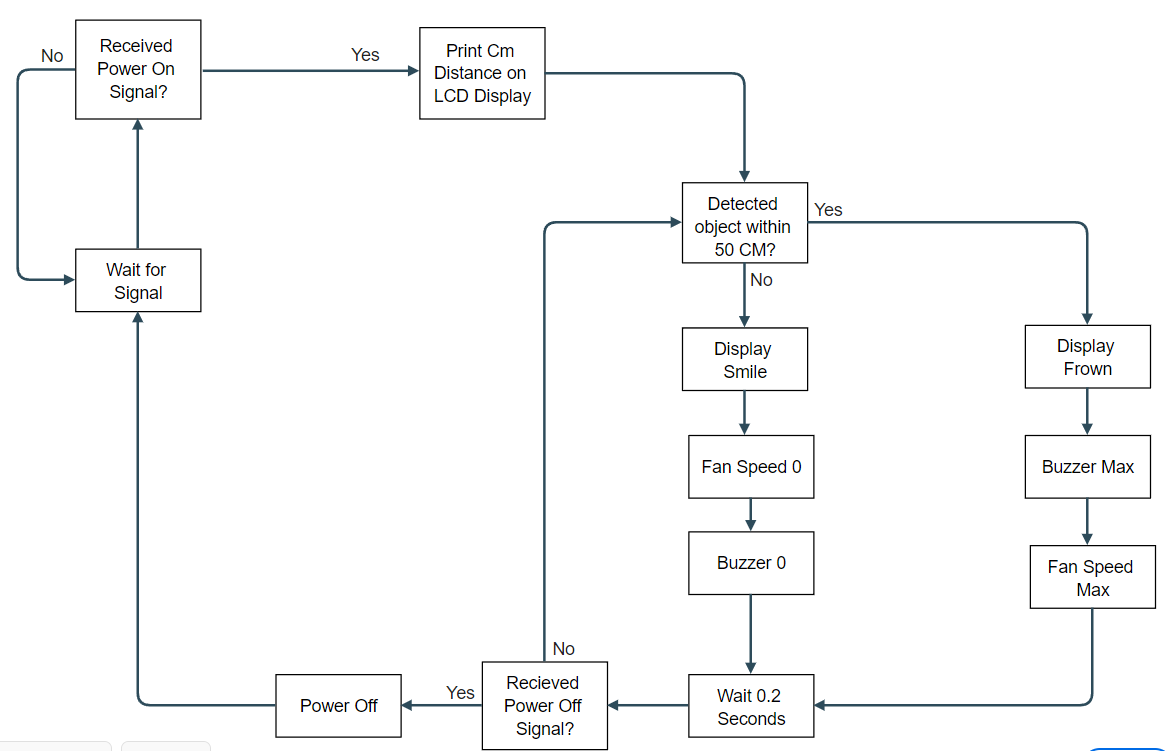 No
Received
Power On
Signal?
Yes
Print Cm
Distance on
LCD Display
Wait for
Signal
Detected
object within
50 CM?
Yes
No
Display
Smile
Display
Frown
Fan Speed 0
Buzzer Max
Buzzer 0
Fan Speed
Max
No
Recieved
Power Off
Signal?
Yes
Power Off
Wait 0.2
Seconds